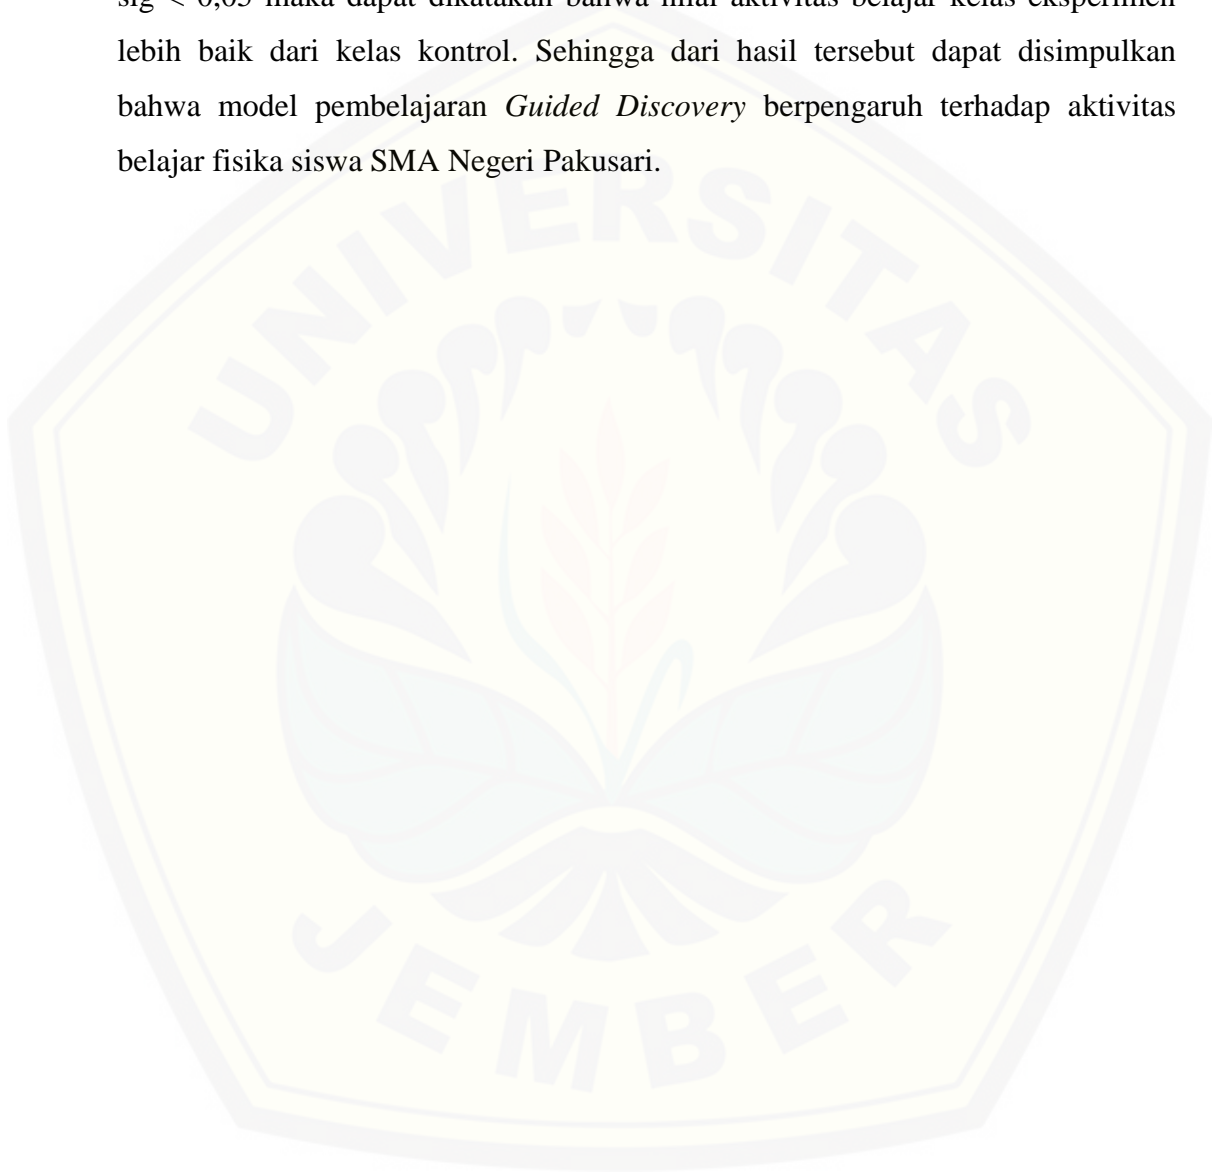 sig < 0,05 maka dapat dikatakan bahwa nilai aktivitas belajar kelas eksperimen
lebih baik dari kelas kontrol. Sehingga dari hasil tersebut dapat disimpulkan
bahwa model pembelajaran Guided Discovery berpengaruh terhadap aktivitas
belajar fisika siswa SMA Negeri Pakusari.
UNIVERSITAS
JEMBER